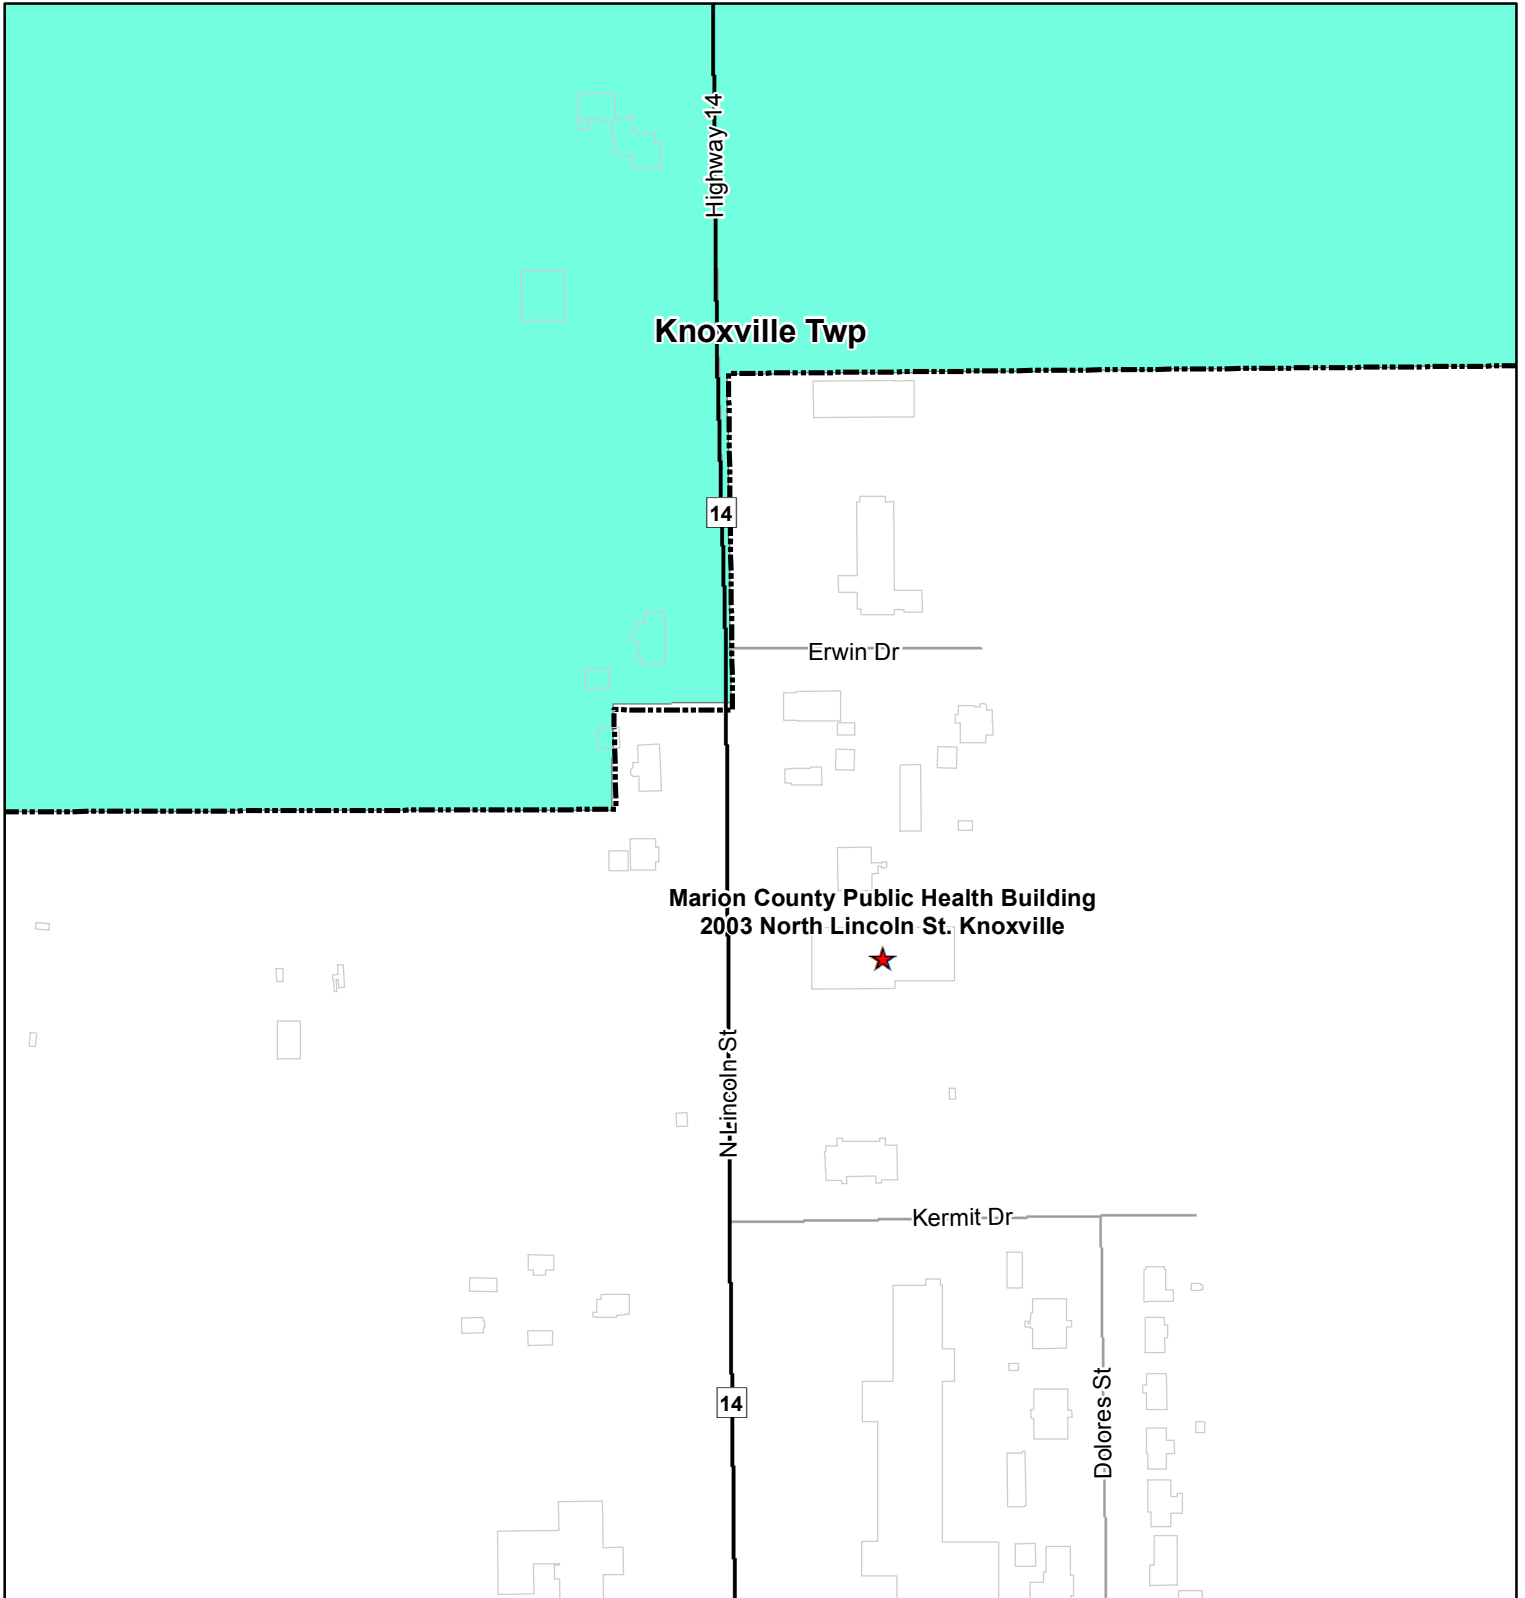 Highway 14
Knoxville Twp
14
Erwin Dr
Marion County Public Health Building
2003 North Lincoln St. Knoxville
N Lincoln St
Kermit Dr
Dolores St
14